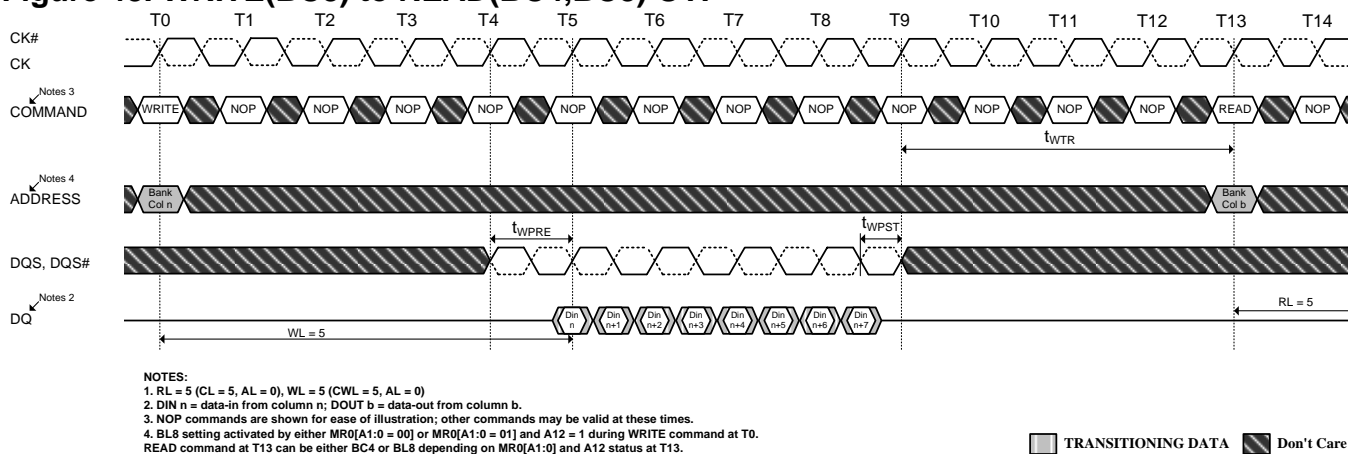 T0 T1 T2 T3 T4 T5 T6 T7 T8 T9 T10 T11 T12 T13 T14
CK#
CK
Notes 3
COMMAND
WRITE NOP NOP NOP NOP NOP NOP NOP NOP NOP NOP NOP NOP READ NOP
tWTR
Notes 4
ADDRESS
Bank Col n
Bank Col b
tWPRE
tWPST
DQS, DQS#
Notes 2
DQ
Din n
Din n+1
Din n+2
Din n+3
Din n+4
Din n+5
Din n+6
Din n+7
RL = 5
WL = 5
NOTES:
1. RL = 5 (CL = 5, AL = 0), WL = 5 (CWL = 5, AL = 0)
2. DIN n = data-in from column n; DOUT b = data-out from column b.
3. NOP commands are shown for ease of illustration; other commands may be valid at these times.
4. BL8 setting activated by either MR0[A1:0 = 00] or MR0[A1:0 = 01] and A12 = 1 during WRITE command at T0.
READ command at T13 can be either BC4 or BL8 depending on MR0[A1:0] and A12 status at T13.
TRANSITIONING DATA Don't Care